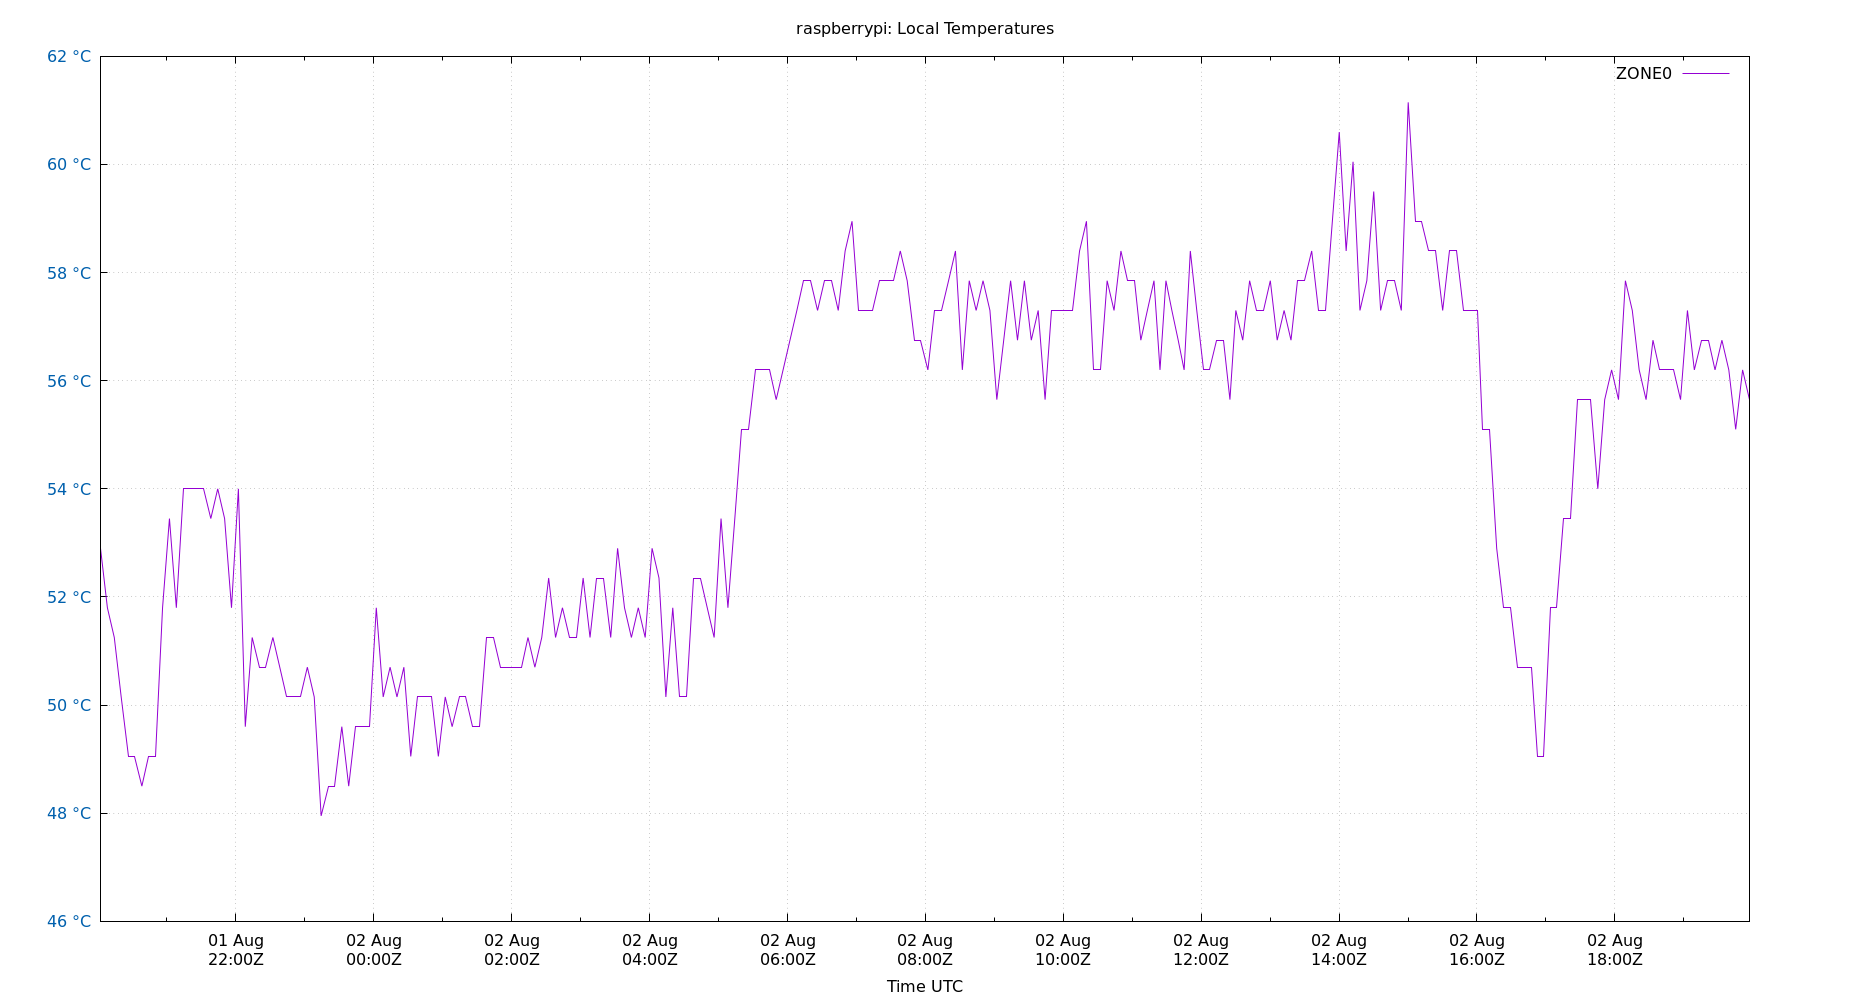 raspberrypi: Local Temperatures
62 °C
60 °C
58 °C
56 °C
54 °C
52 °C
50 °C
48 °C
46 °C
ZONE0
01 Aug
22:00Z
02 Aug
00:00Z
02 Aug
02:00Z
02 Aug
04:00Z
02 Aug
06:00Z
02 Aug
08:00Z
02 Aug
10:00Z
02 Aug
12:00Z
02 Aug
14:00Z
02 Aug
16:00Z
02 Aug
18:00Z
Time UTC